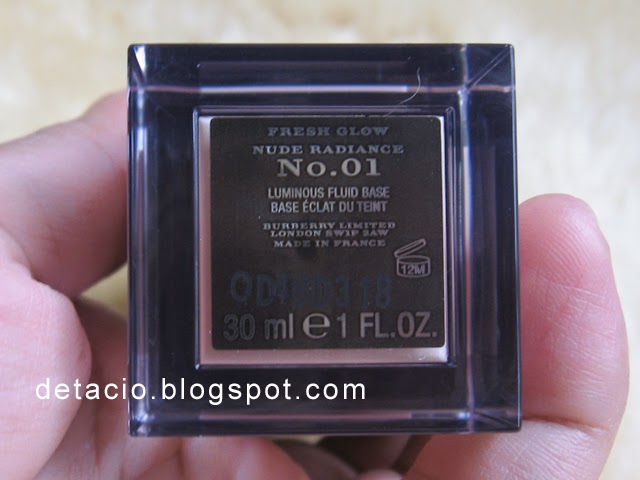 FRESH GLOW
NUDE RADIANCE
No.01
LUMINOUS FLUID BASE
BASE ÉCLAT DU TEINT
BURBERRY LIMITED
LONDON SW1P 2AW
MADE IN FRANCE
12M
30 ml e 1 FL.OZ.
detacio.blogspot.com